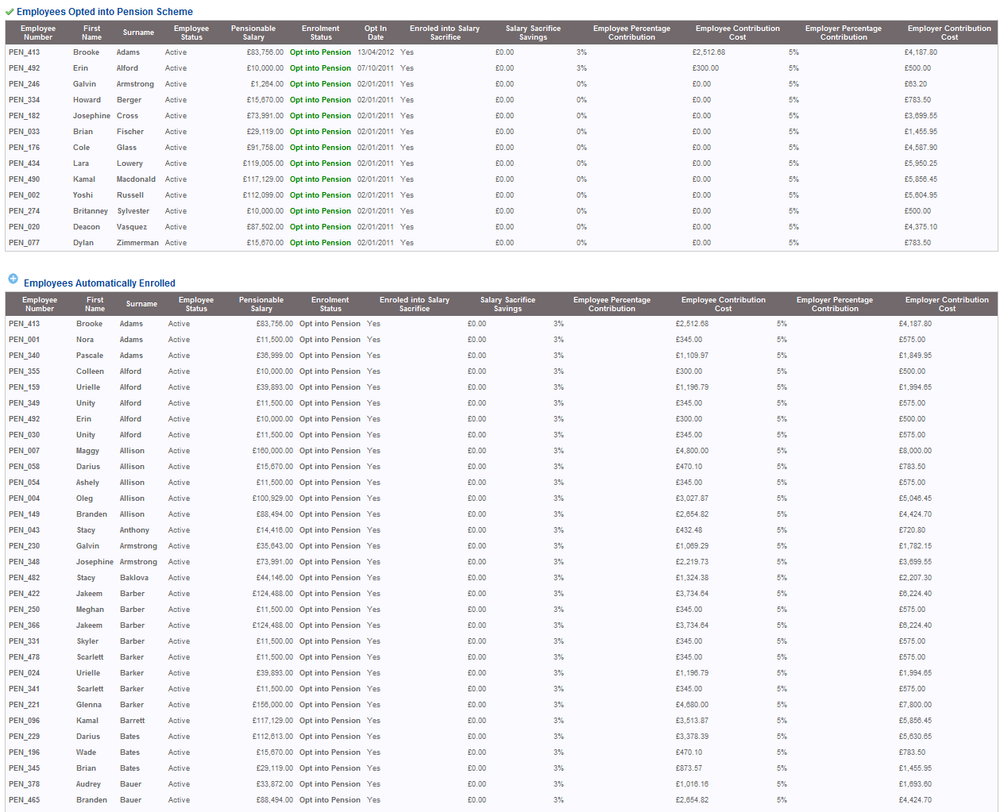 Employees Opted into Pension Scheme
Employee Number First Name Surname Employee Status Pensionable Salary Enrolment Status Opt In Date Enroled into Salary Sacrifice Salary Sacrifice Savings Employee Percentage Contribution Employee Contribution Cost Employer Percentage Contribution Employer Contribution Cost
PEN_413 Brooke Adams Active £83,756.00 Opt into Pension 13/04/2012 Yes £0.00 3% £2,512.68 5% £4,187.80
PEN_492 Erin Alford Active £10,000.00 Opt into Pension 07/10/2011 Yes £0.00 3% £300.00 5% £500.00
PEN_246 Galvin Armstrong Active £1,264.00 Opt into Pension 02/01/2011 Yes £0.00 0% £0.00 5% £63.20
PEN_334 Howard Berger Active £15,670.00 Opt into Pension 02/01/2011 Yes £0.00 0% £0.00 5% £783.50
PEN_182 Josephine Cross Active £73,991.00 Opt into Pension 02/01/2011 Yes £0.00 0% £0.00 5% £3,699.55
PEN_033 Brian Fischer Active £29,119.00 Opt into Pension 02/01/2011 Yes £0.00 0% £0.00 5% £1,455.95
PEN_176 Cole Glass Active £91,758.00 Opt into Pension 02/01/2011 Yes £0.00 0% £0.00 5% £4,587.90
PEN_434 Lara Lowery Active £119,005.00 Opt into Pension 02/01/2011 Yes £0.00 0% £0.00 5% £5,950.25
PEN_490 Kamal Macdonald Active £117,129.00 Opt into Pension 02/01/2011 Yes £0.00 0% £0.00 5% £5,856.45
PEN_002 Yoshi Russell Active £112,099.00 Opt into Pension 02/01/2011 Yes £0.00 0% £0.00 5% £5,604.95
PEN_274 Britanney Sylvester Active £10,000.00 Opt into Pension 02/01/2011 Yes £0.00 0% £0.00 5% £500.00
PEN_020 Deacon Vasquez Active £87,502.00 Opt into Pension 02/01/2011 Yes £0.00 0% £0.00 5% £4,375.10
PEN_077 Dylan Zimmerman Active £15,670.00 Opt into Pension 02/01/2011 Yes £0.00 0% £0.00 5% £783.50
Employees Automatically Enrolled
Employee Number First Name Surname Employee Status Pensionable Salary Enrolment Status Enroled into Salary Sacrifice Salary Sacrifice Savings Employee Percentage Contribution Employee Contribution Cost Employer Percentage Contribution Employer Contribution Cost
PEN_413 Brooke Adams Active £83,756.00 Opt into Pension Yes £0.00 3% £2,512.68 5% £4,187.80
PEN_001 Nora Adams Active £11,500.00 Opt into Pension Yes £0.00 3% £345.00 5% £575.00
PEN_340 Pascale Adams Active £36,999.00 Opt into Pension Yes £0.00 3% £1,109.97 5% £1,849.95
PEN_355 Colleen Alford Active £10,000.00 Opt into Pension Yes £0.00 3% £300.00 5% £500.00
PEN_159 Urielle Alford Active £39,893.00 Opt into Pension Yes £0.00 3% £1,196.79 5% £1,994.65
PEN_349 Unity Alford Active £11,500.00 Opt into Pension Yes £0.00 3% £345.00 5% £575.00
PEN_492 Erin Alford Active £10,000.00 Opt into Pension Yes £0.00 3% £300.00 5% £500.00
PEN_030 Unity Alford Active £11,500.00 Opt into Pension Yes £0.00 3% £345.00 5% £575.00
PEN_007 Maggy Allison Active £160,000.00 Opt into Pension Yes £0.00 3% £4,800.00 5% £8,000.00
PEN_058 Darius Allison Active £15,670.00 Opt into Pension Yes £0.00 3% £470.10 5% £783.50
PEN_054 Ashely Allison Active £11,500.00 Opt into Pension Yes £0.00 3% £345.00 5% £575.00
PEN_004 Oleg Allison Active £100,929.00 Opt into Pension Yes £0.00 3% £3,027.87 5% £5,046.45
PEN_149 Branden Allison Active £88,494.00 Opt into Pension Yes £0.00 3% £2,654.82 5% £4,424.70
PEN_043 Stacy Anthony Active £14,416.00 Opt into Pension Yes £0.00 3% £432.48 5% £720.80
PEN_230 Galvin Armstrong Active £35,643.00 Opt into Pension Yes £0.00 3% £1,069.29 5% £1,782.15
PEN_348 Josephine Armstrong Active £73,991.00 Opt into Pension Yes £0.00 3% £2,219.73 5% £3,699.55
PEN_482 Stacy Baklova Active £44,146.00 Opt into Pension Yes £0.00 3% £1,324.38 5% £2,207.30
PEN_422 Jakeem Barber Active £124,488.00 Opt into Pension Yes £0.00 3% £3,734.64 5% £6,224.40
PEN_250 Meghan Barber Active £11,500.00 Opt into Pension Yes £0.00 3% £345.00 5% £575.00
PEN_366 Jakeem Barber Active £124,488.00 Opt into Pension Yes £0.00 3% £3,734.64 5% £6,224.40
PEN_331 Skyler Barber Active £11,500.00 Opt into Pension Yes £0.00 3% £345.00 5% £575.00
PEN_478 Scarlett Barker Active £11,500.00 Opt into Pension Yes £0.00 3% £345.00 5% £575.00
PEN_024 Urielle Barker Active £39,893.00 Opt into Pension Yes £0.00 3% £1,196.79 5% £1,994.65
PEN_341 Scarlett Barker Active £11,500.00 Opt into Pension Yes £0.00 3% £345.00 5% £575.00
PEN_221 Glenna Barker Active £156,000.00 Opt into Pension Yes £0.00 3% £4,680.00 5% £7,800.00
PEN_096 Kamal Barrett Active £117,129.00 Opt into Pension Yes £0.00 3% £3,513.87 5% £5,856.45
PEN_229 Darius Bates Active £112,613.00 Opt into Pension Yes £0.00 3% £3,378.39 5% £5,630.65
PEN_196 Wade Bates Active £15,670.00 Opt into Pension Yes £0.00 3% £470.10 5% £783.50
PEN_345 Brian Bates Active £29,119.00 Opt into Pension Yes £0.00 3% £873.57 5% £1,455.95
PEN_378 Audrey Bauer Active £33,872.00 Opt into Pension Yes £0.00 3% £1,016.16 5% £1,693.60
PEN_465 Branden Bauer Active £88,494.00 Opt into Pension Yes £0.00 3% £2,654.82 5% £4,424.70